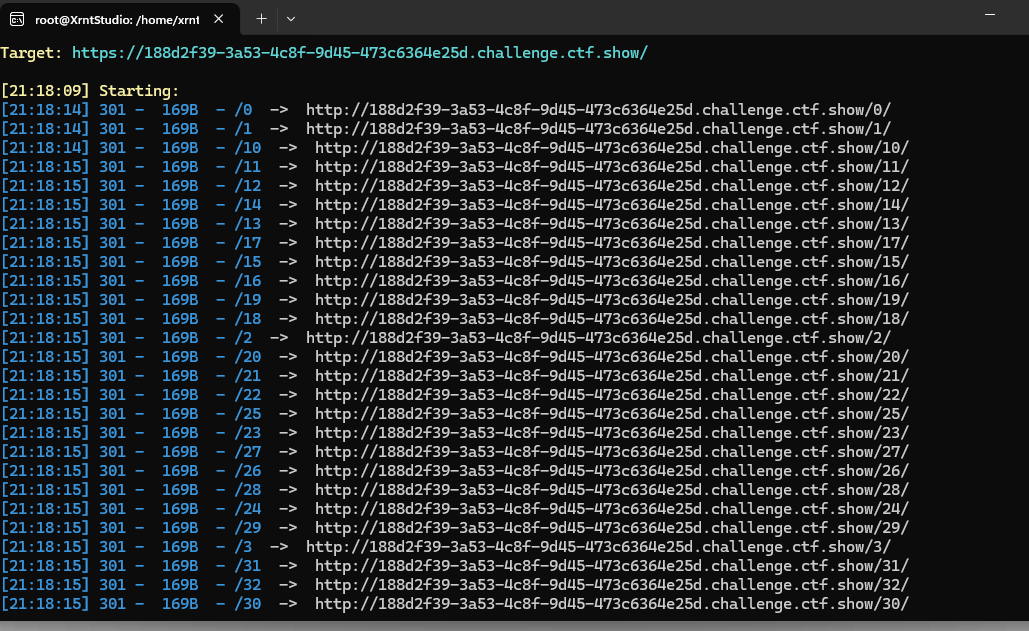 root@XrntStudio: /home/xrnt
Target: https://188d2f39-3a53-4c8f-9d45-473c6364e25d.challenge.ctf.show/
[21:18:09] Starting:
[21:18:14] 301 -  169B  - /0  ->  http://188d2f39-3a53-4c8f-9d45-473c6364e25d.challenge.ctf.show/0/
[21:18:14] 301 -  169B  - /1  ->  http://188d2f39-3a53-4c8f-9d45-473c6364e25d.challenge.ctf.show/1/
[21:18:14] 301 -  169B  - /10  ->  http://188d2f39-3a53-4c8f-9d45-473c6364e25d.challenge.ctf.show/10/
[21:18:15] 301 -  169B  - /11  ->  http://188d2f39-3a53-4c8f-9d45-473c6364e25d.challenge.ctf.show/11/
[21:18:15] 301 -  169B  - /12  ->  http://188d2f39-3a53-4c8f-9d45-473c6364e25d.challenge.ctf.show/12/
[21:18:15] 301 -  169B  - /14  ->  http://188d2f39-3a53-4c8f-9d45-473c6364e25d.challenge.ctf.show/14/
[21:18:15] 301 -  169B  - /13  ->  http://188d2f39-3a53-4c8f-9d45-473c6364e25d.challenge.ctf.show/13/
[21:18:15] 301 -  169B  - /17  ->  http://188d2f39-3a53-4c8f-9d45-473c6364e25d.challenge.ctf.show/17/
[21:18:15] 301 -  169B  - /15  ->  http://188d2f39-3a53-4c8f-9d45-473c6364e25d.challenge.ctf.show/15/
[21:18:15] 301 -  169B  - /16  ->  http://188d2f39-3a53-4c8f-9d45-473c6364e25d.challenge.ctf.show/16/
[21:18:15] 301 -  169B  - /19  ->  http://188d2f39-3a53-4c8f-9d45-473c6364e25d.challenge.ctf.show/19/
[21:18:15] 301 -  169B  - /18  ->  http://188d2f39-3a53-4c8f-9d45-473c6364e25d.challenge.ctf.show/18/
[21:18:15] 301 -  169B  - /2  ->  http://188d2f39-3a53-4c8f-9d45-473c6364e25d.challenge.ctf.show/2/
[21:18:15] 301 -  169B  - /20  ->  http://188d2f39-3a53-4c8f-9d45-473c6364e25d.challenge.ctf.show/20/
[21:18:15] 301 -  169B  - /21  ->  http://188d2f39-3a53-4c8f-9d45-473c6364e25d.challenge.ctf.show/21/
[21:18:15] 301 -  169B  - /22  ->  http://188d2f39-3a53-4c8f-9d45-473c6364e25d.challenge.ctf.show/22/
[21:18:15] 301 -  169B  - /25  ->  http://188d2f39-3a53-4c8f-9d45-473c6364e25d.challenge.ctf.show/25/
[21:18:15] 301 -  169B  - /23  ->  http://188d2f39-3a53-4c8f-9d45-473c6364e25d.challenge.ctf.show/23/
[21:18:15] 301 -  169B  - /27  ->  http://188d2f39-3a53-4c8f-9d45-473c6364e25d.challenge.ctf.show/27/
[21:18:15] 301 -  169B  - /26  ->  http://188d2f39-3a53-4c8f-9d45-473c6364e25d.challenge.ctf.show/26/
[21:18:15] 301 -  169B  - /28  ->  http://188d2f39-3a53-4c8f-9d45-473c6364e25d.challenge.ctf.show/28/
[21:18:15] 301 -  169B  - /24  ->  http://188d2f39-3a53-4c8f-9d45-473c6364e25d.challenge.ctf.show/24/
[21:18:15] 301 -  169B  - /29  ->  http://188d2f39-3a53-4c8f-9d45-473c6364e25d.challenge.ctf.show/29/
[21:18:15] 301 -  169B  - /3  ->  http://188d2f39-3a53-4c8f-9d45-473c6364e25d.challenge.ctf.show/3/
[21:18:15] 301 -  169B  - /31  ->  http://188d2f39-3a53-4c8f-9d45-473c6364e25d.challenge.ctf.show/31/
[21:18:15] 301 -  169B  - /32  ->  http://188d2f39-3a53-4c8f-9d45-473c6364e25d.challenge.ctf.show/32/
[21:18:15] 301 -  169B  - /30  ->  http://188d2f39-3a53-4c8f-9d45-473c6364e25d.challenge.ctf.show/30/